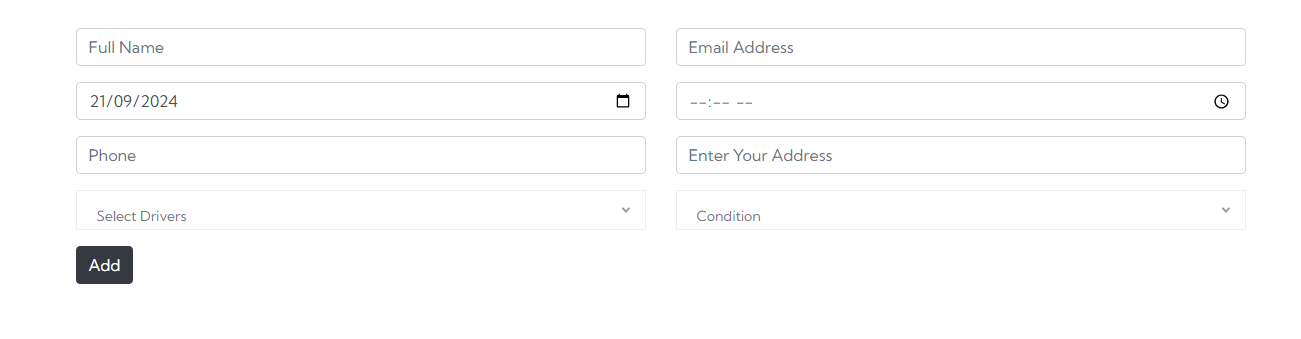 Full Name
Email Address
21/09/2024
--:-- --
Phone
Enter Your Address
Select Drivers
Condition
Add